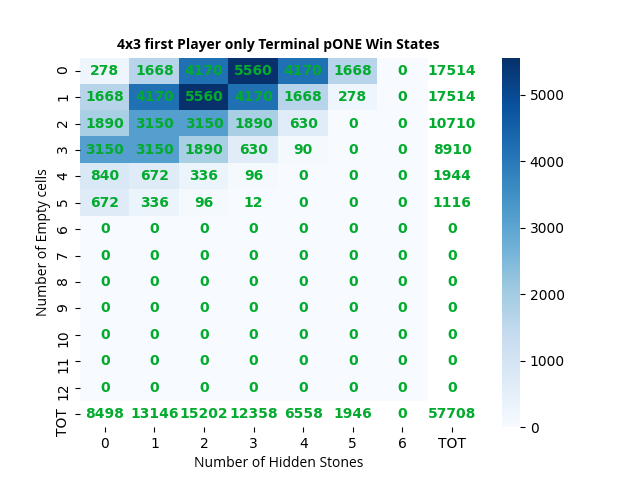 4x3 first Player only Terminal pONE Win States
0 278 1668 4170 5560 4170 1668 0 17514
1 1668 4170 5560 4170 1668 278 0 17514
2 1890 3150 3150 1890 630 0 0 10710
3 3150 3150 1890 630 90 0 0 8910
4 840 672 336 96 0 0 0 1944
5 672 336 96 12 0 0 0 1116
6 0 0 0 0 0 0 0 0
7 0 0 0 0 0 0 0 0
8 0 0 0 0 0 0 0 0
9 0 0 0 0 0 0 0 0
10 0 0 0 0 0 0 0 0
11 0 0 0 0 0 0 0 0
12 0 0 0 0 0 0 0 0
TOT 8498 13146 15202 12358 6558 1946 0 57708
0 1 2 3 4 5 6 TOT
Number of Hidden Stones
Number of Empty cells
5000
4000
3000
2000
1000
0